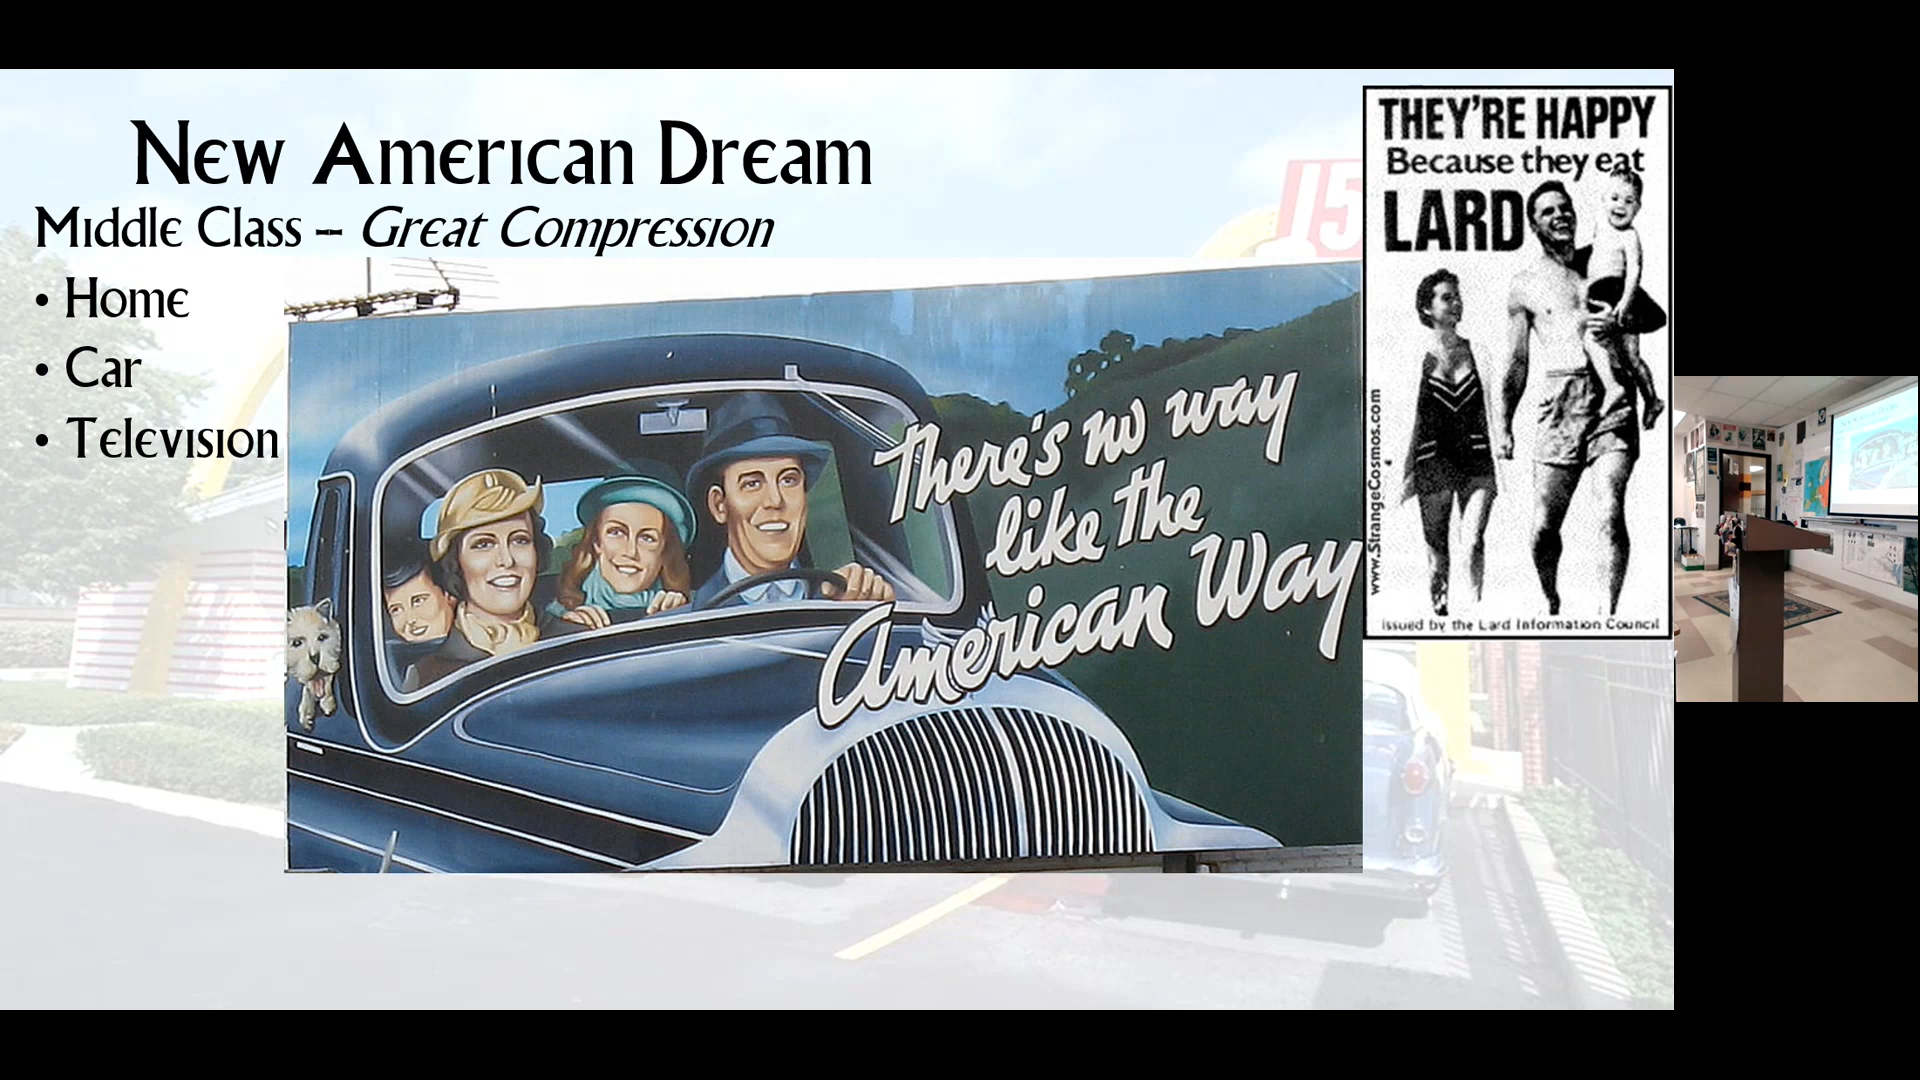 New American Dream
Middle Class -- Great Compression
• Home
• Car
• Television
There's no way
like the
American Way
15
THEY'RE HAPPY
Because they eat
LARD
www.StrangeCosmos.com
issued by the Lard Information Council